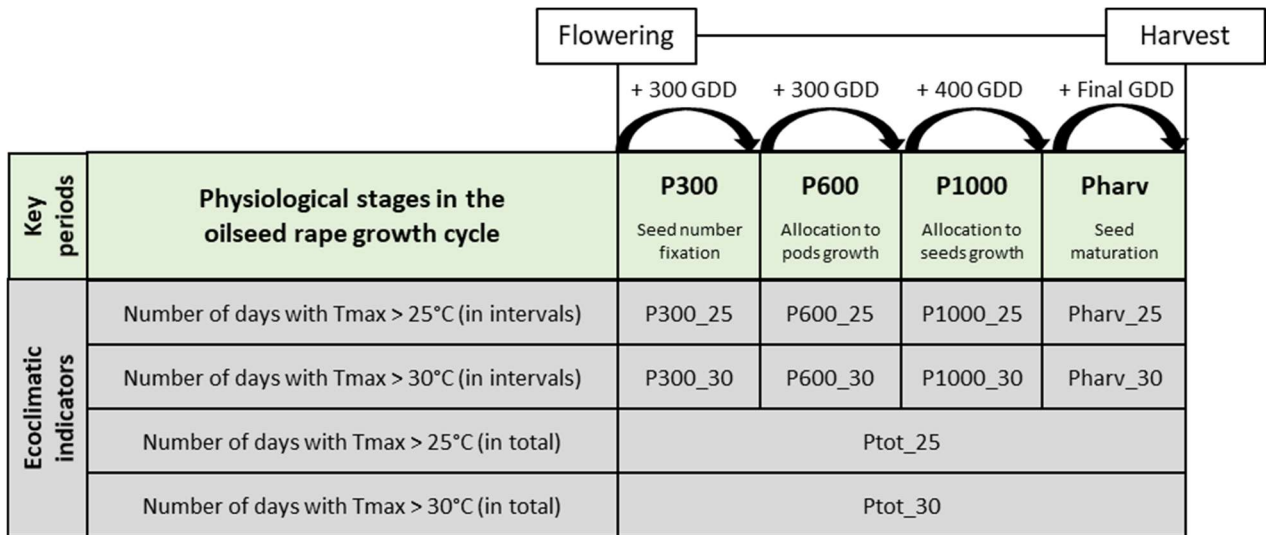 Flowering
Harvest
+ 300 GDD
+ 300 GDD
+ 400 GDD
+ Final GDD
Key
periods
Physiological stages in the
oilseed rape growth cycle
P300
Seed number
fixation
P600
Allocation to
pods growth
P1000
Allocation to
seeds growth
Pharv
Seed
maturation
Ecoclimatic
indicators
Number of days with Tmax > 25°C (in intervals)
P300_25
P600_25
P1000_25
Pharv_25
Number of days with Tmax > 30°C (in intervals)
P300_30
P600_30
P1000_30
Pharv_30
Number of days with Tmax > 25°C (in total)
Ptot_25
Number of days with Tmax > 30°C (in total)
Ptot_30